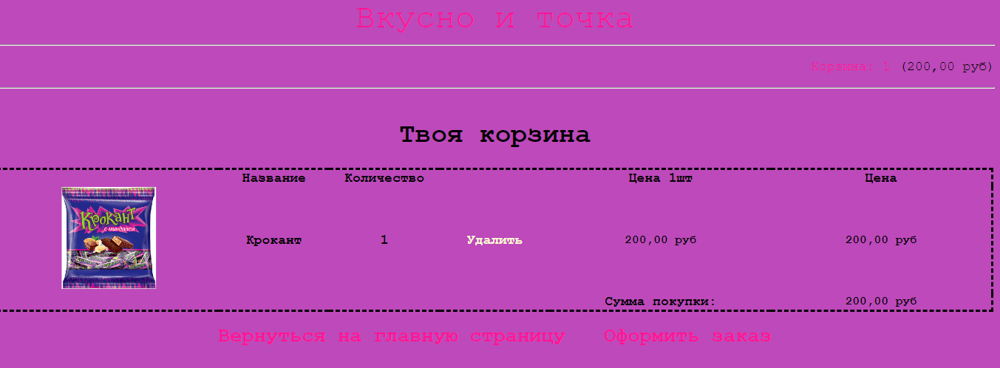 Вкусно и точка
Корзина: 1 (200,00 руб)
Твоя корзина
Название Количество Цена 1шт Цена
Крокант
с миндалем
Крокант 1 Удалить 200,00 руб 200,00 руб
Сумма покупки: 200,00 руб
Вернуться на главную страницу Оформить заказ